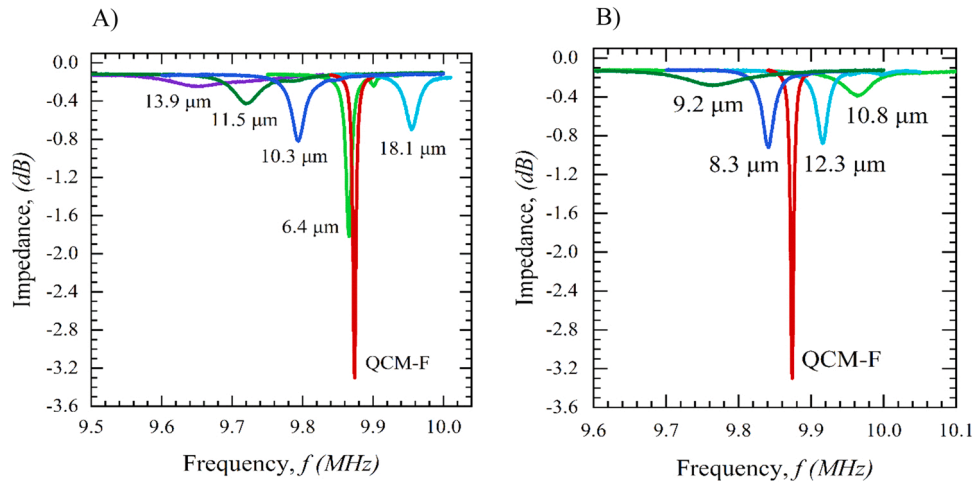 A)
0.0
-0.4
-0.8
-1.2
-1.6
-2.0
-2.4
-2.8
-3.2
-3.6
Impedance, (dB)
13.9 µm
11.5 µm
10.3 µm
18.1 µm
6.4 µm
QCM-F
9.5 9.6 9.7 9.8 9.9 10.0
Frequency, f (MHz)
B)
0.0
-0.4
-0.8
-1.2
-1.6
-2.0
-2.4
-2.8
-3.2
-3.6
Impedance, (dB)
9.2 µm
10.8 µm
8.3 µm
12.3 µm
QCM-F
9.6 9.7 9.8 9.9 10.0 10.1
Frequency, f (MHz)